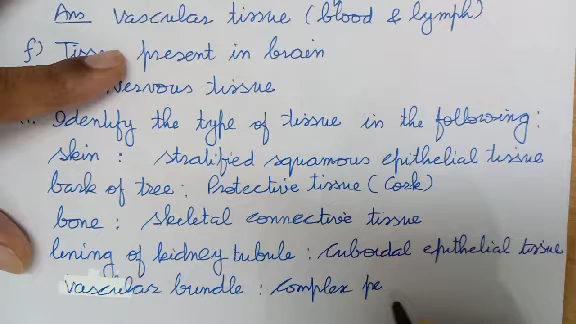 Ans Vascular tissue (blood & lymph)
f) Tissue present in brain
Nervous tissue
Identify the type of tissue in the following:
skin : stratified squamous epithelial tissue
bark of tree : Protective tissue (Cork)
bone : skeletal connective tissue
lining of kidney tubule : Cuboidal epithelial tissue
vascular bundle : Complex pe